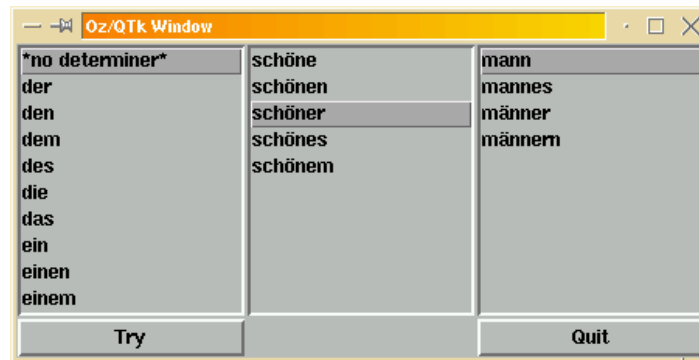 Oz/QTk Window
*no determiner*
der
den
dem
des
die
das
ein
einen
einem
schöne
schönen
schöner
schönes
schönem
mann
mannes
männer
männern
Try
Quit